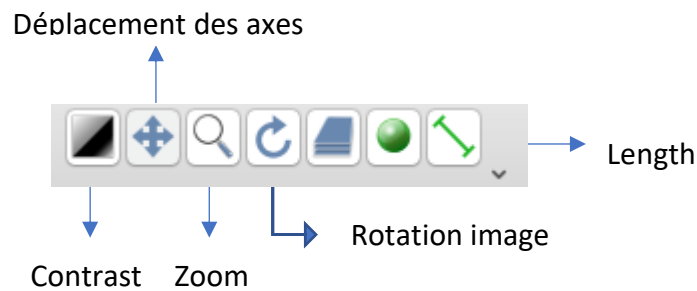 Déplacement des axes
Length
Rotation image
Contrast Zoom